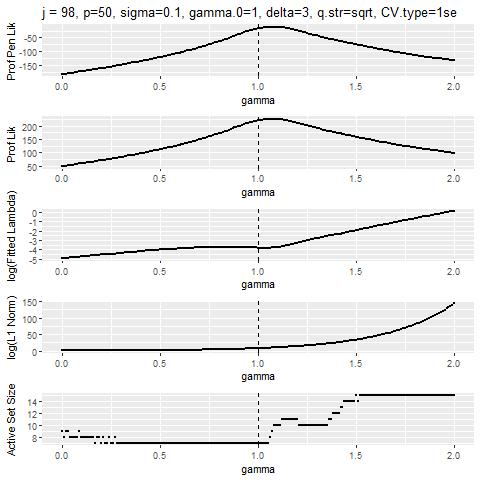 j = 98, p=50, sigma=0.1, gamma.0=1, delta=3, q.str=sqrt, CV.type=1se
Prof Pen Lik
-50
-100
-150
0.0 0.5 1.0 1.5 2.0
gamma
Prof Lik
200
150
100
50
0.0 0.5 1.0 1.5 2.0
gamma
log(Fitted Lambda)
0
-1
-2
-3
-4
-5
0.0 0.5 1.0 1.5 2.0
gamma
log(L1 Norm)
150
100
50
0
0.0 0.5 1.0 1.5 2.0
gamma
Active Set Size
14
12
10
8
0.0 0.5 1.0 1.5 2.0
gamma